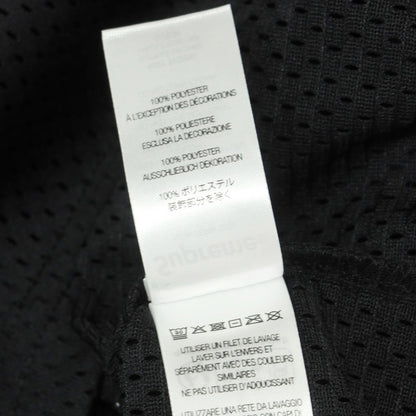 100% POLYESTER
À L'EXCEPTION DES DÉCORATIONS
100% POLIESTERE
ESCLUSA LA DECORAZIONE
100% POLYESTER
AUSSCHLIEßLICH DEKORATION
100% ポリエステル
装飾部分を除く
Supreme
UTILISER UN FILET DE LAVAGE
LAVER SUR L'ENVERS ET
SÉPARÉMENT AVEC DES COULEURS
SIMILAIRES
NE PAS UTILISER D'ADOUCISSANT
UTILIZZARE UNA RETE DA LAVAGGIO